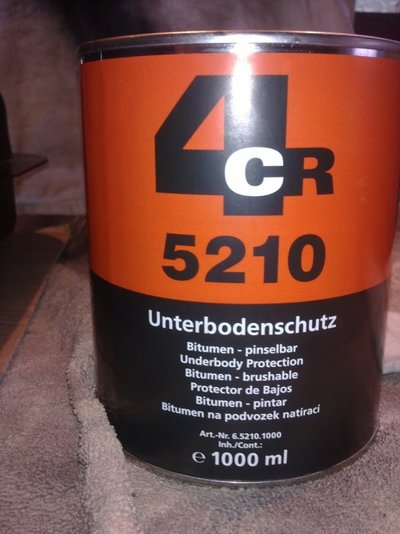 4CR
5210
Unterbodenschutz
Bitumen - pinselbar
Underbody Protection
Bitumen - brushable
Protector de Bajos
Bitumen - pintar
Bitumen na podvozek natírací
Art.-Nr. 6.5210.1000
Inh./Cont.:
℮ 1000 ml